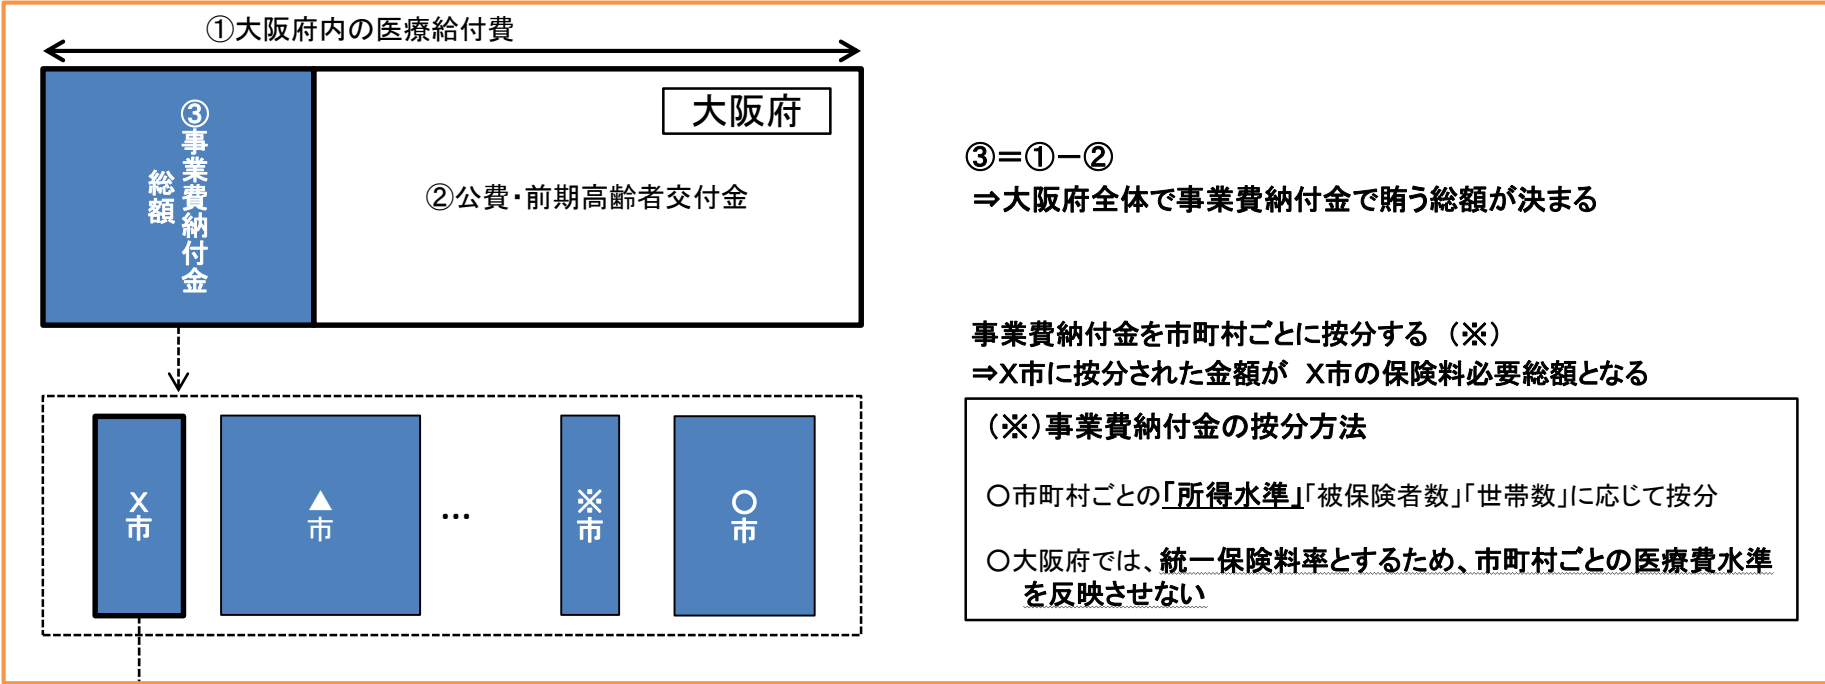 ①大阪府内の医療給付費
③事業費納付金
総額
大阪府
②公費・前期高齢者交付金
③＝①－②
⇒大阪府全体で事業費納付金で賄う総額が決まる
事業費納付金を市町村ごとに按分する （※）
⇒X市に按分された金額が X市の保険料必要総額となる
X市
▲市
…
※市
○市
（※）事業費納付金の按分方法
○市町村ごとの「所得水準」「被保険者数」「世帯数」に応じて按分
○大阪府では、統一保険料率とするため、市町村ごとの医療費水準
を反映させない